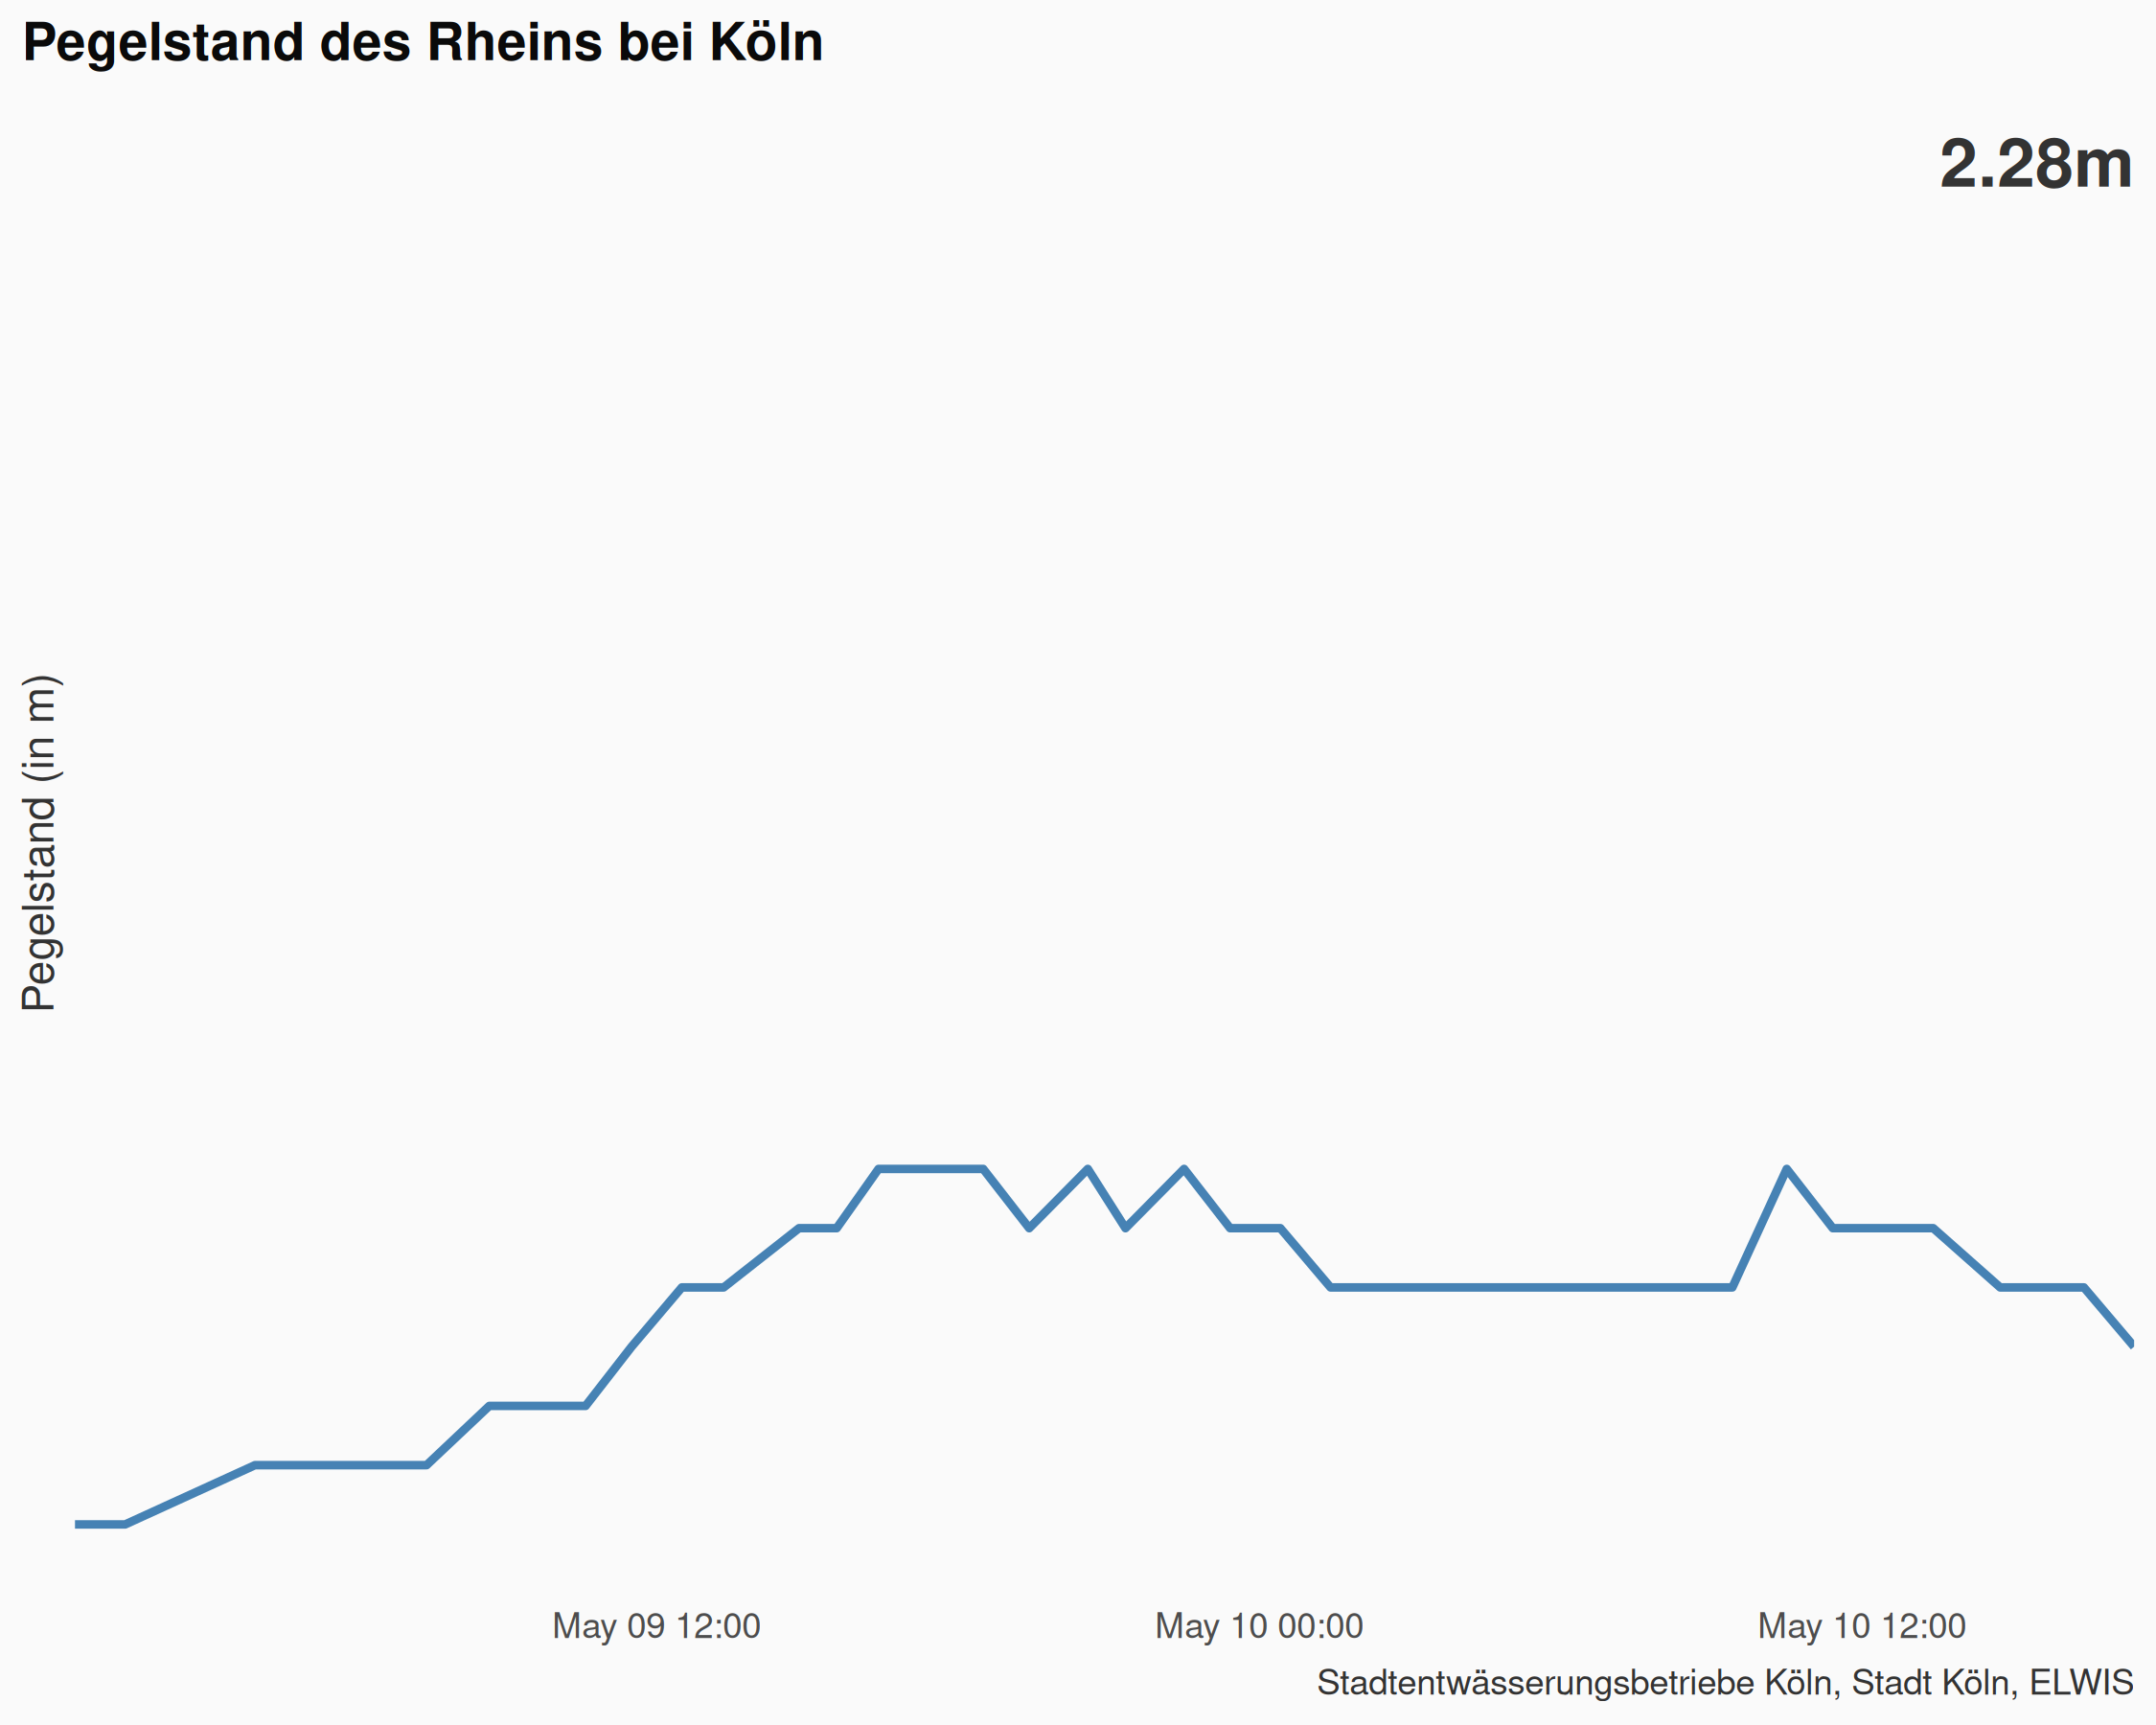 Pegelstand des Rheins bei Köln
2.28m
Pegelstand (in m)
May 09 12:00
May 10 00:00
May 10 12:00
Stadtentwässerungsbetriebe Köln, Stadt Köln, ELWIS